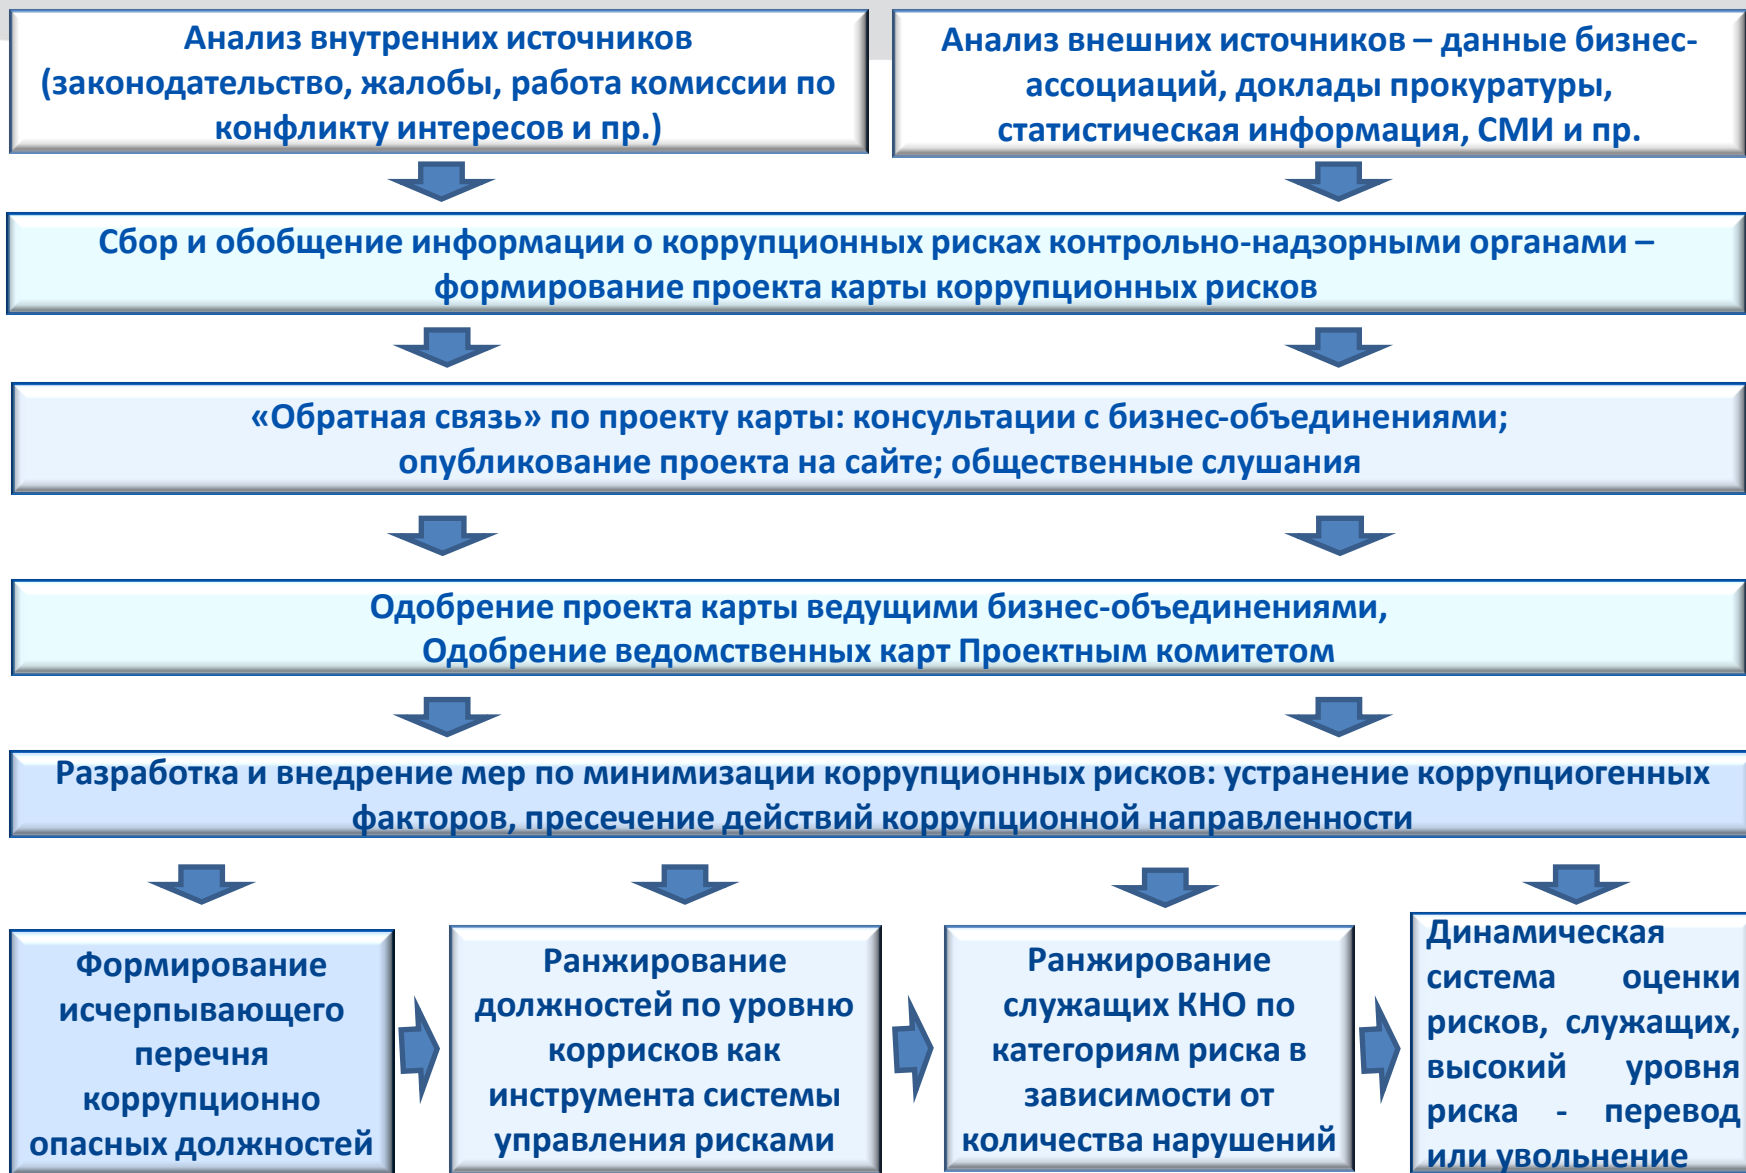 Анализ внутренних источников
(законодательство, жалобы, работа комиссии по
конфликту интересов и пр.)
Анализ внешних источников – данные бизнес-
ассоциаций, доклады прокуратуры,
статистическая информация, СМИ и пр.
Сбор и обобщение информации о коррупционных рисках контрольно-надзорными органами –
формирование проекта карты коррупционных рисков
«Обратная связь» по проекту карты: консультации с бизнес-объединениями;
опубликование проекта на сайте; общественные слушания
Одобрение проекта карты ведущими бизнес-объединениями,
Одобрение ведомственных карт Проектным комитетом
Разработка и внедрение мер по минимизации коррупционных рисков: устранение коррупциогенных
факторов, пресечение действий коррупционной направленности
Формирование
исчерпывающего
перечня
коррупционно
опасных должностей
Ранжирование
должностей по уровню
коррисков как
инструмента системы
управления рисками
Ранжирование
служащих КНО по
категориям риска в
зависимости от
количества нарушений
Динамическая
система оценки
рисков, служащих,
высокий уровня
риска - перевод
или увольнение